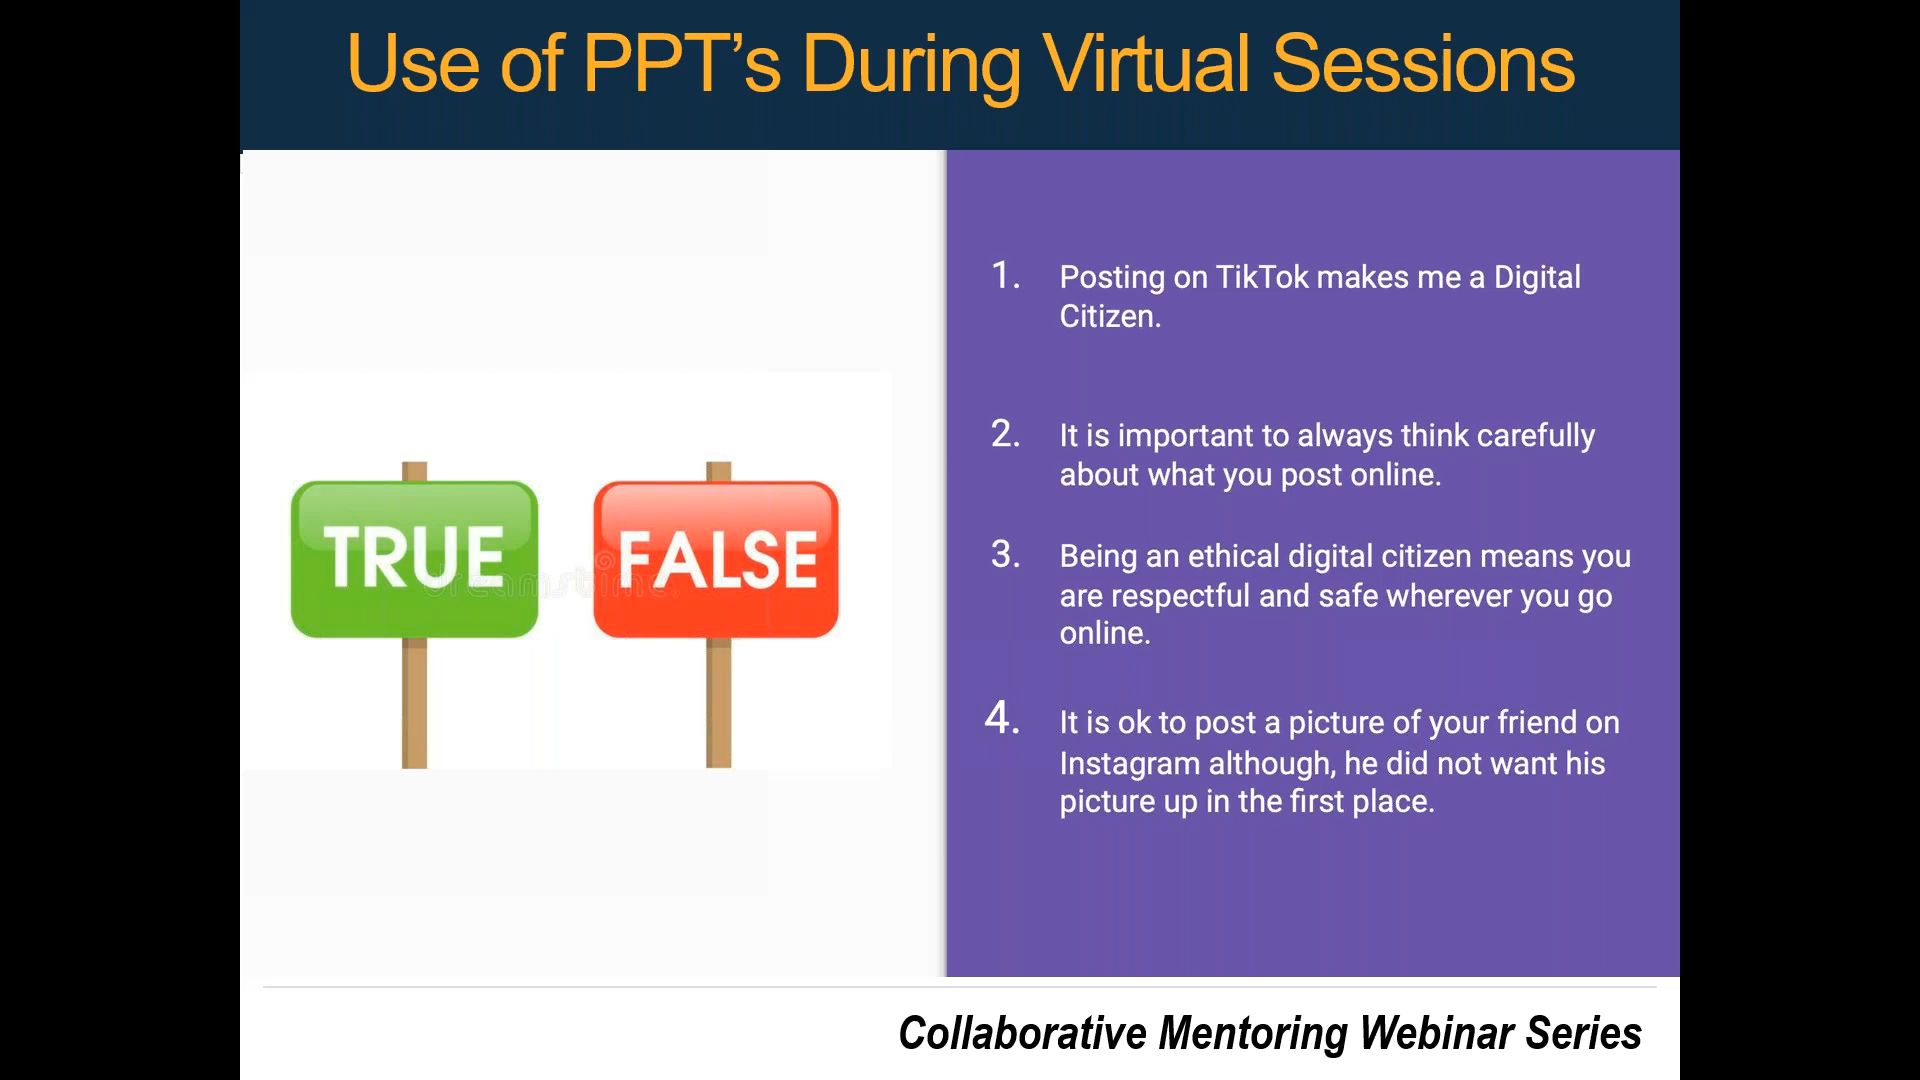 Use of PPT’s During Virtual Sessions
TRUE
FALSE
dreamstime.
1. Posting on TikTok makes me a Digital
Citizen.
2. It is important to always think carefully
about what you post online.
3. Being an ethical digital citizen means you
are respectful and safe wherever you go
online.
4. It is ok to post a picture of your friend on
Instagram although, he did not want his
picture up in the first place.
Collaborative Mentoring Webinar Series